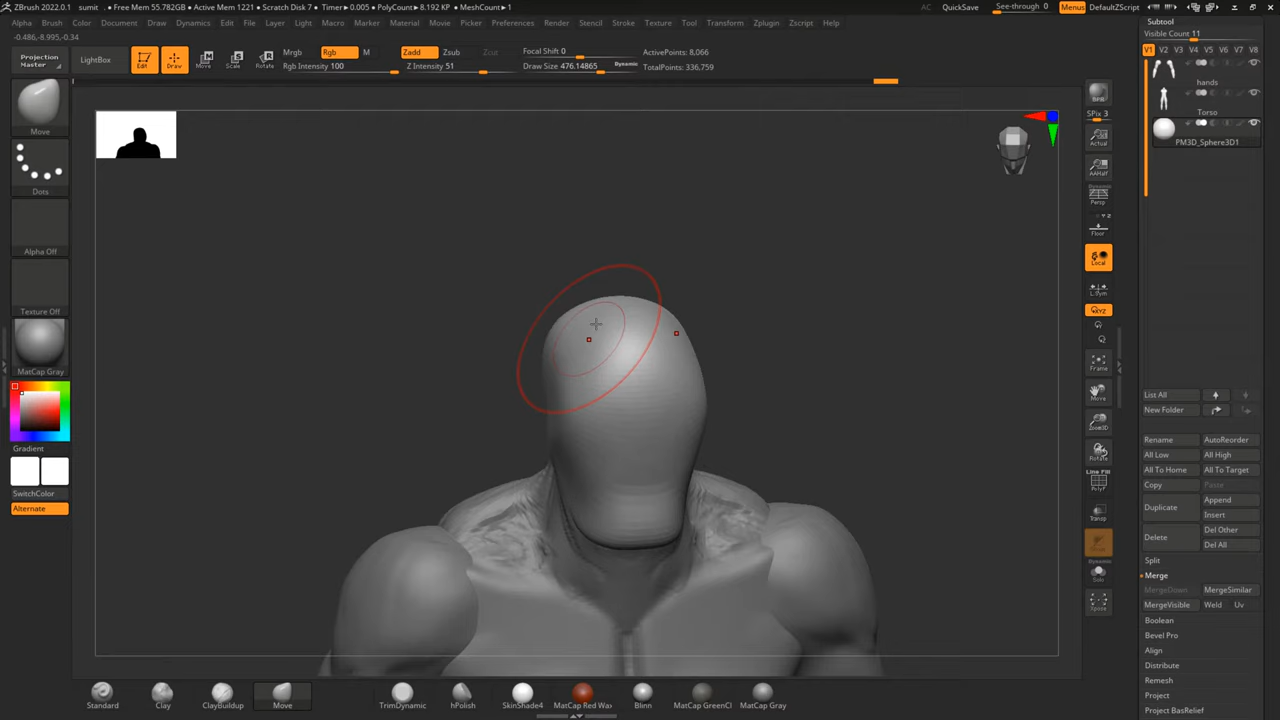 ZBrush 2022.0.1 sumit • Free Mem 55.782GB • Active Mem 1221 • Scratch Disk 7 • Timer▸0.005 • PolyCount▸8.192 KP • MeshCount▸1
AC QuickSave See-through 0 Menus DefaultZScript
Alpha Brush Color Document Draw Dynamics Edit File Layer Light Macro Marker Material Movie Picker Preferences Render Stencil Stroke Texture Tool Transform Zplugin Zscript Help
-0.486,-8.995,-0.34
Projection Master
LightBox
Edit
Draw
Move
Scale
Rotate
Mrgb Rgb M
Rgb Intensity 100
Zadd Zsub Zcut
Z Intensity 51
Focal Shift 0
Draw Size 476.14865 Dynamic
ActivePoints: 8,066
TotalPoints: 336,759
Move
Dots
Alpha Off
Texture Off
MatCap Gray
Gradient
SwitchColor
Alternate
BPR
SPix 3
Actual
AAHalf
Dynamic
Persp
Floor
Local
L.Sym
XYZ
Frame
Move
Zoom3D
Rotate
Line Fill
PolyF
Transp
Dynamic
Solo
Xpose
Subtool
Visible Count 11
V1 V2 V3 V4 V5 V6 V7 V8
hands
Torso
PM3D_Sphere3D1
List All
New Folder
Rename AutoReorder
All Low All High
All To Home All To Target
Copy Paste
Duplicate Append
Insert
Delete Del Other
Del All
Split
Merge
MergeDown MergeSimilar
MergeVisible Weld Uv
Boolean
Bevel Pro
Align
Distribute
Remesh
Project
Project BasRelief
Standard Clay ClayBuildup Move TrimDynamic hPolish SkinShade4 MatCap Red Wax Blinn MatCap GreenCl MatCap Gray